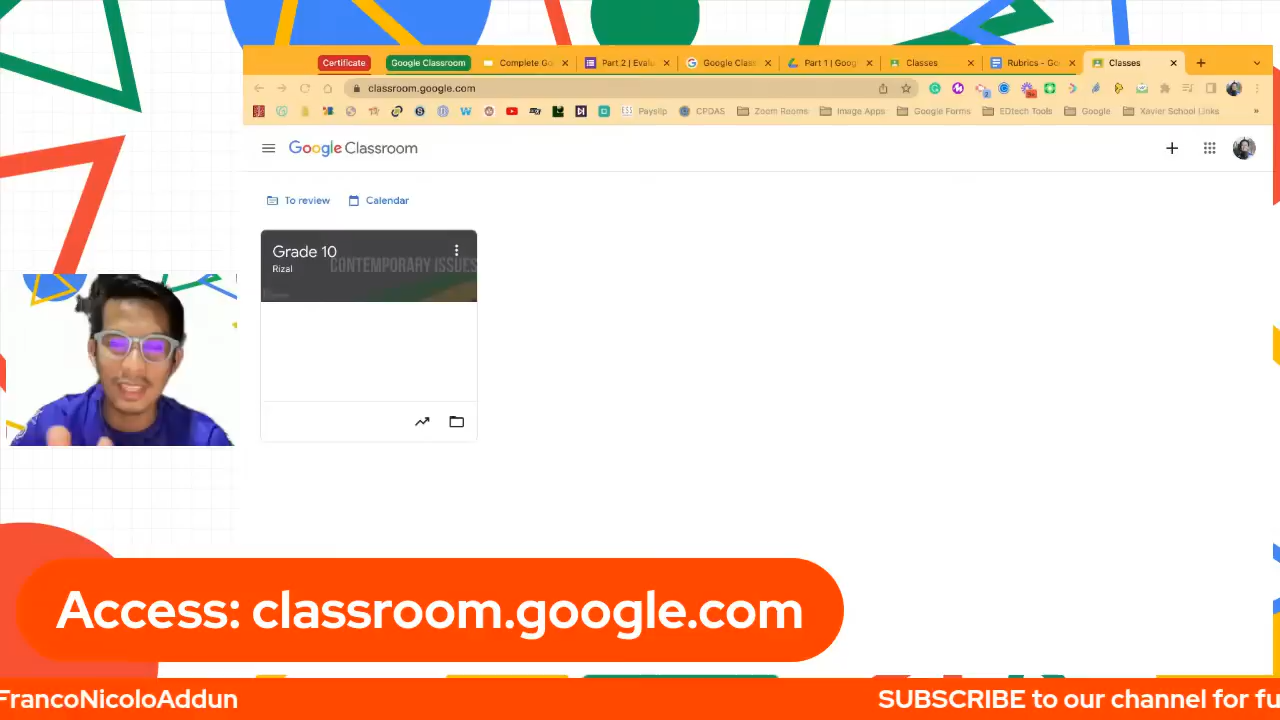 Certificate
Google Classroom
Complete Go
Part 2 | Evalu
Google Clas
Part 1 | Goog
Classes
Rubrics - Go
Classes
classroom.google.com
Payslip
CPDAS
Zoom Rooms
Image Apps
Google Forms
EDtech Tools
Google
Xavier School Links
Google Classroom
To review
Calendar
Grade 10
Rizal
CONTEMPORARY ISSUES
Access: classroom.google.com
FrancoNicoloAddun
SUBSCRIBE to our channel for fu